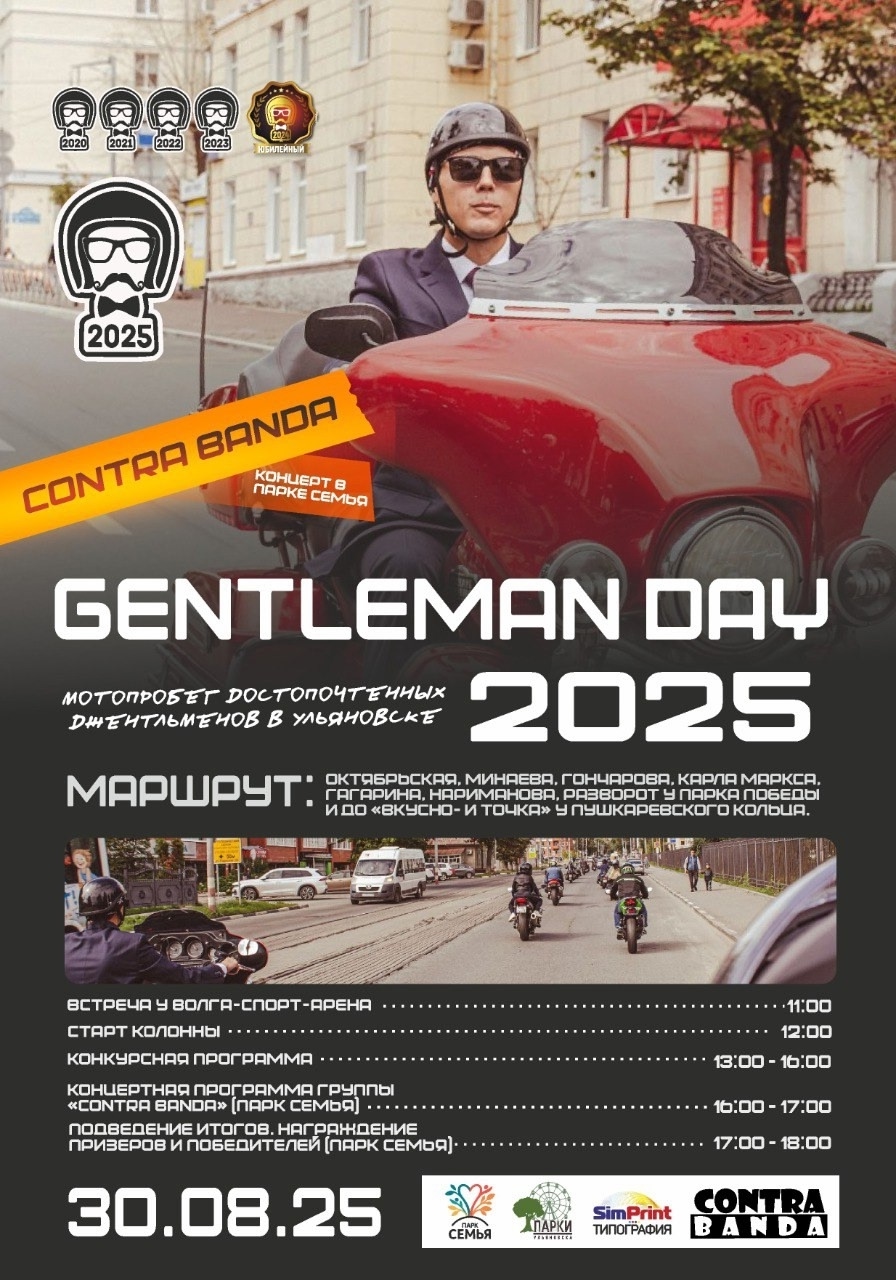 2020 2021 2022 2023 2024
ЮБИЛЕЙНЫЙ
2025
CONTRA BANDA
КОНЦЕРТ В
ПАРКЕ СЕМЬЯ
GENTLEMAN DAY
2025
МОТОПРОБЕГ ДОСТОПОЧТЕННЫХ
ДЖЕНТЛЬМЕНОВ В УЛЬЯНОВСКЕ
МАРШРУТ:
ОКТЯБРЬСКАЯ, МИНАЕВА, ГОНЧАРОВА, КАРЛА МАРКСА,
ГАГАРИНА, НАРИМАНОВА, РАЗВОРОТ У ПАРКА ПОБЕДЫ
И ДО «ВКУСНО- И ТОЧКА» У ПУШКАРЕВСКОГО КОЛЬЦА.
ВСТРЕЧА У ВОЛГА-СПОРТ-АРЕНА 11:00
СТАРТ КОЛОННЫ 12:00
КОНКУРСНАЯ ПРОГРАММА 13:00 - 16:00
КОНЦЕРТНАЯ ПРОГРАММА ГРУППЫ
«CONTRA BANDA» (ПАРК СЕМЬЯ) 16:00 - 17:00
ПОДВЕДЕНИЕ ИТОГОВ. НАГРАЖДЕНИЕ
ПРИЗЕРОВ И ПОБЕДИТЕЛЕЙ (ПАРК СЕМЬЯ) 17:00 - 18:00
30.08.25
ПАРК
СЕМЬЯ
ПАРКИ
УЛЬЯНОВСКА
SimPrint
ТИПОГРАФИЯ
CONTRA
BANDA